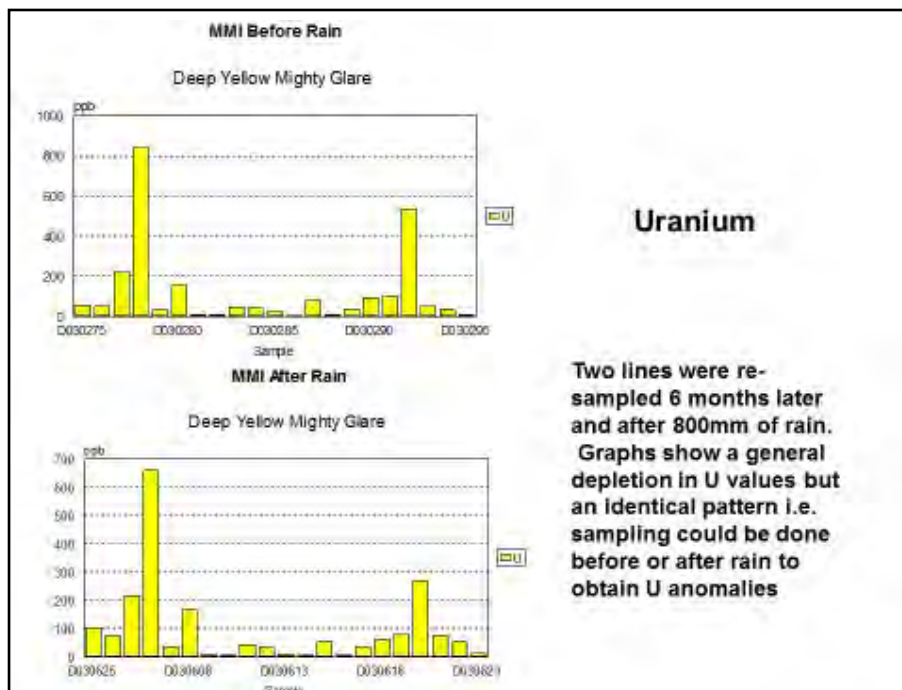 MMI Before Rain
Deep Yellow Mighty Glare
ppb
1000
800
600
400
200
0
U
D030275
D030280
D030285
D030290
D030295
Sample
Uranium
MMI After Rain
Deep Yellow Mighty Glare
ppb
700
600
500
400
300
200
100
0
U
D030625
D030608
D030613
D030618
Sample
Two lines were re-
sampled 6 months later
and after 800mm of rain.
Graphs show a general
depletion in U values but
an identical pattern i.e.
sampling could be done
before or after rain to
obtain U anomalies